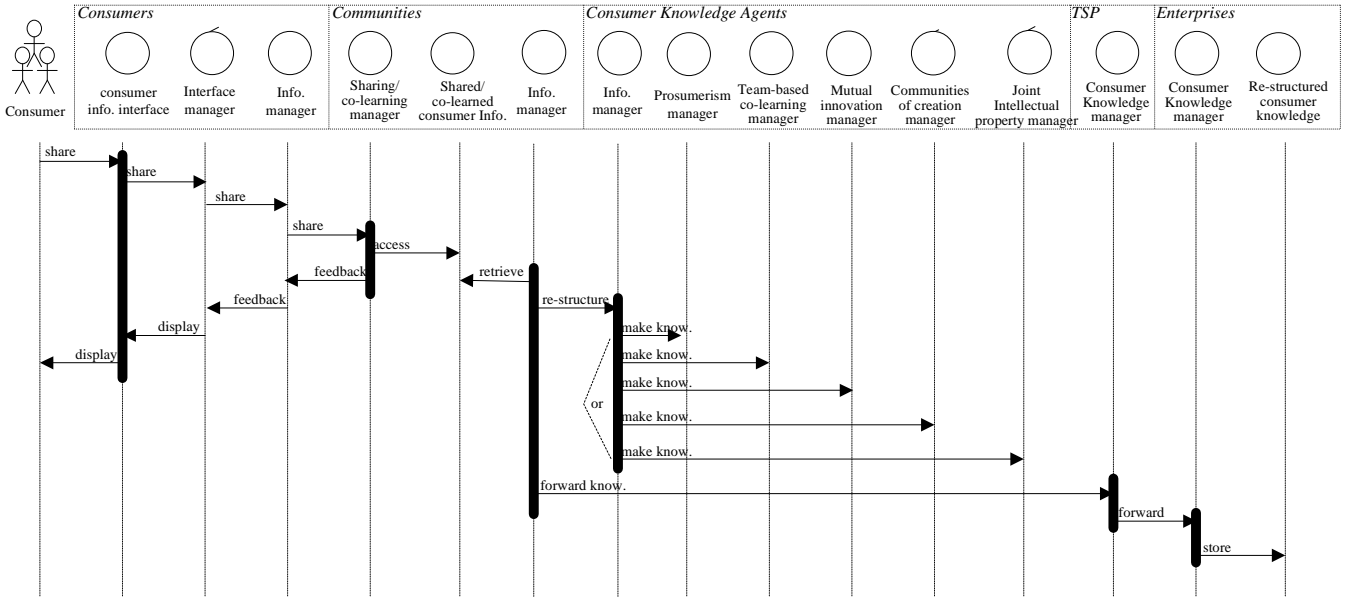 Consumers
Communities
Consumer Knowledge Agents
TSP
Enterprises
Consumer
consumer
info. interface
Interface
manager
Info.
manager
Sharing/
co-learning
manager
Shared/
co-learned
consumer Info.
Info.
manager
Info.
manager
Prosumerism
manager
Team-based
co-learning
manager
Mutual
innovation
manager
Communities
of creation
manager
Joint
Intellectual
property manager
Consumer
Knowledge
manager
Consumer
Knowledge
manager
Re-structured
consumer
knowledge
share
share
share
share
access
feedback
retrieve
feedback
re-structure
display
make know.
display
make know.
make know.
or
make know.
make know.
forward know.
forward
store